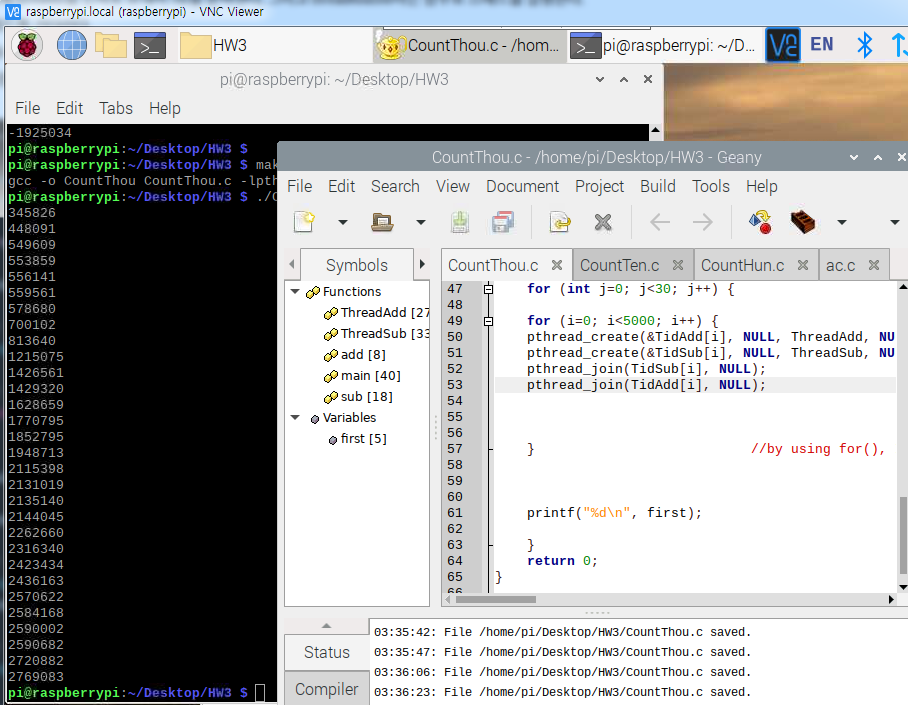 raspberrypi.local (raspberrypi) - VNC Viewer
HW3
CountThou.c - /hom...
pi@raspberrypi: ~/D...
EN
pi@raspberrypi: ~/Desktop/HW3
File Edit Tabs Help
-1925034
pi@raspberrypi:~/Desktop/HW3 $
pi@raspberrypi:~/Desktop/HW3 $ mak
gcc -o CountThou CountThou.c -lpth
pi@raspberrypi:~/Desktop/HW3 $ ./C
345826
448091
549609
553859
556141
559561
578680
700102
813640
1215075
1426561
1429320
1628659
1770795
1852795
1948713
2115398
2131019
2135140
2144045
2262660
2316340
2423434
2436163
2570622
2584168
2590002
2590682
2720882
2769083
pi@raspberrypi:~/Desktop/HW3 $
CountThou.c - /home/pi/Desktop/HW3 - Geany
File Edit Search View Document Project Build Tools Help
Symbols
Functions
ThreadAdd [27
ThreadSub [33
add [8]
main [40]
sub [18]
Variables
first [5]
CountThou.c CountTen.c CountHun.c ac.c
47 for (int j=0; j<30; j++) {
48
49 for (i=0; i<5000; i++) {
50 pthread_create(&TidAdd[i], NULL, ThreadAdd, NU
51 pthread_create(&TidSub[i], NULL, ThreadSub, NU
52 pthread_join(TidSub[i], NULL);
53 pthread_join(TidAdd[i], NULL);
54
55
56
57 } //by using for(),
58
59
60
61 printf("%d\n", first);
62
63 }
64 return 0;
65 }
66
Status
Compiler
03:35:42: File /home/pi/Desktop/HW3/CountThou.c saved.
03:35:47: File /home/pi/Desktop/HW3/CountThou.c saved.
03:36:06: File /home/pi/Desktop/HW3/CountThou.c saved.
03:36:23: File /home/pi/Desktop/HW3/CountThou.c saved.